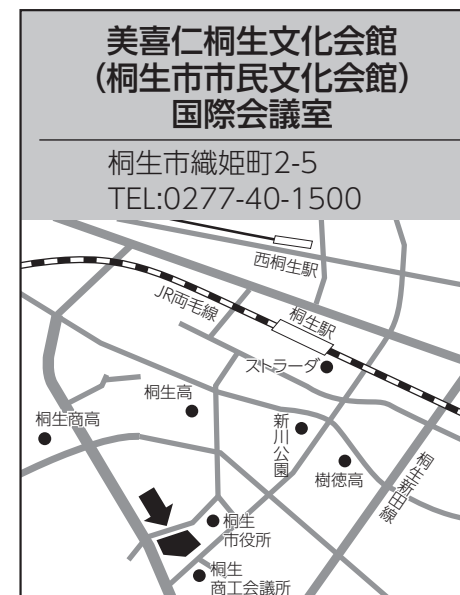 美喜仁桐生文化会館
（桐生市市民文化会館）
国際会議室
桐生市織姫町2-5
TEL:0277-40-1500
西桐生駅
JR両毛線
桐生駅
ストラーダ
桐生高
桐生商高
新川公園
樹徳高
桐生新田線
桐生
市役所
桐生
商工会議所